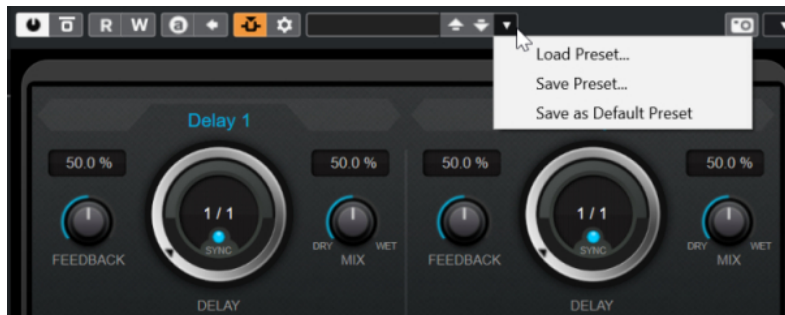 R W a
Load Preset...
Save Preset...
Save as Default Preset
Delay 1
50.0 % 50.0 % 50.0 % 50.0 %
1 / 1 1 / 1
SYNC SYNC
FEEDBACK DRY WET FEEDBACK DRY WET
MIX MIX
DELAY DELAY